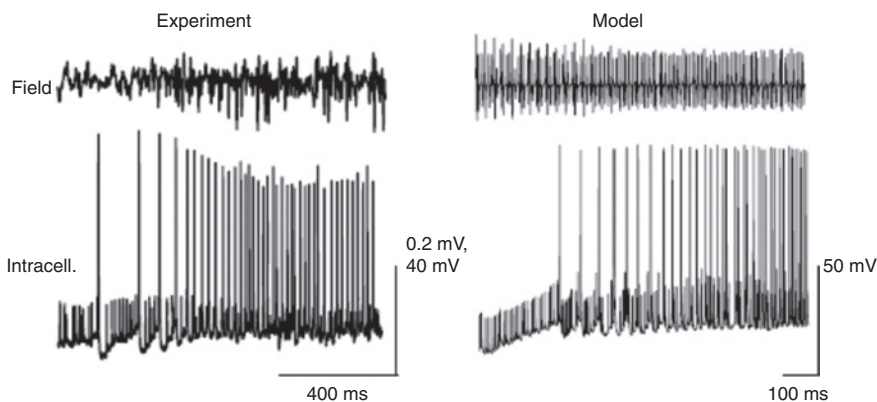 Experiment
Model
Field
Intracell.
0.2 mV,
40 mV
400 ms
50 mV
100 ms